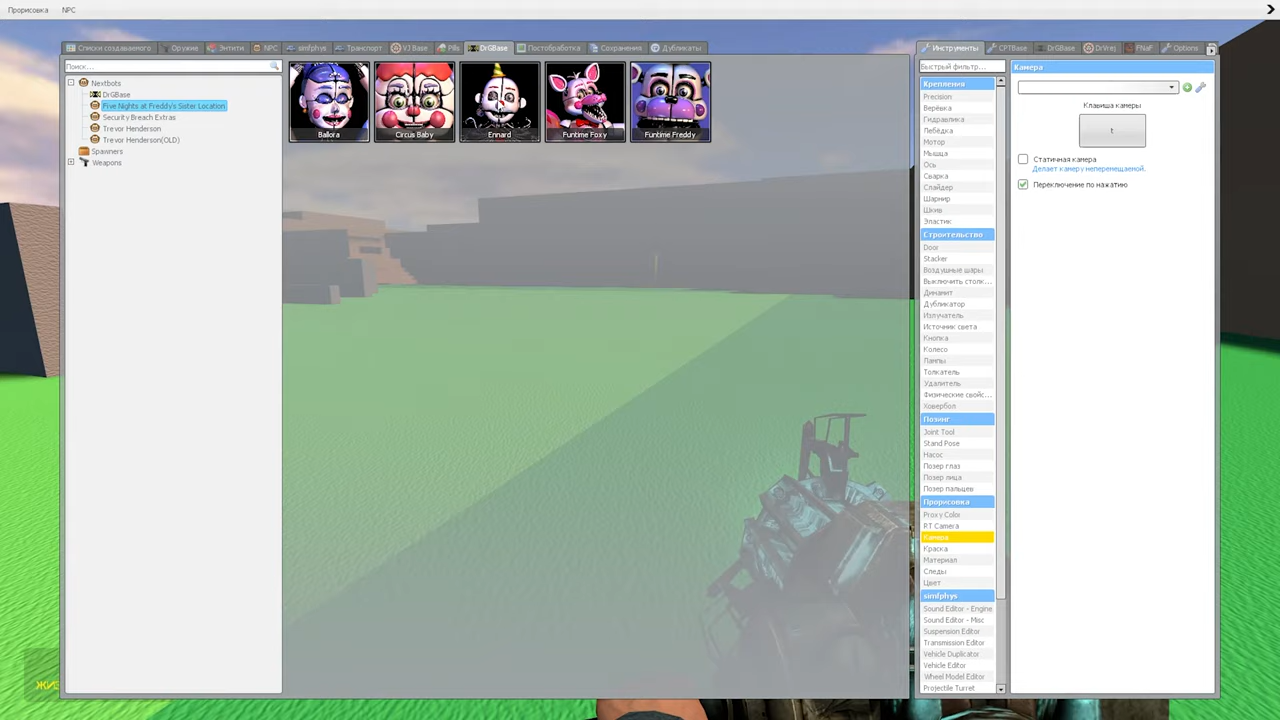 Прорисовка NPC
Списки создаваемого Оружие Энтити NPC simfphys Транспорт VJ Base Pills DrGBase Постобработка Сохранения Дубликаты
Инструменты CPTBase DrGBase DrVrej FNaF Options
Поиск...
Nextbots
DrGBase
Five Nights at Freddy's Sister Location
Security Breach Extras
Trevor Henderson
Trevor Henderson(OLD)
Spawners
Weapons
Ballora
Circus Baby
Ennard
Funtime Foxy
Funtime Freddy
Быстрый фильтр...
Крепления
Precision
Верёвка
Гидравлика
Лебёдка
Мотор
Мышца
Ось
Сварка
Слайдер
Шарнир
Шкив
Эластик
Строительство
Door
Stacker
Воздушные шары
Выключить столк...
Динамит
Дубликатор
Излучатель
Источник света
Кнопка
Колесо
Лампы
Толкатель
Удалитель
Физические свойс...
Ховербол
Позинг
Joint Tool
Stand Pose
Насос
Позер глаз
Позер лица
Позер пальцев
Прорисовка
Proxy Color
RT Camera
Камера
Краска
Материал
Следы
Цвет
simfphys
Sound Editor - Engine
Sound Editor - Misc
Suspension Editor
Transmission Editor
Vehicle Duplicator
Vehicle Editor
Wheel Model Editor
Projectile Turret
Камера
Клавиша камеры
t
Статичная камера
Делает камеру неперемещаемой.
Переключение по нажатию